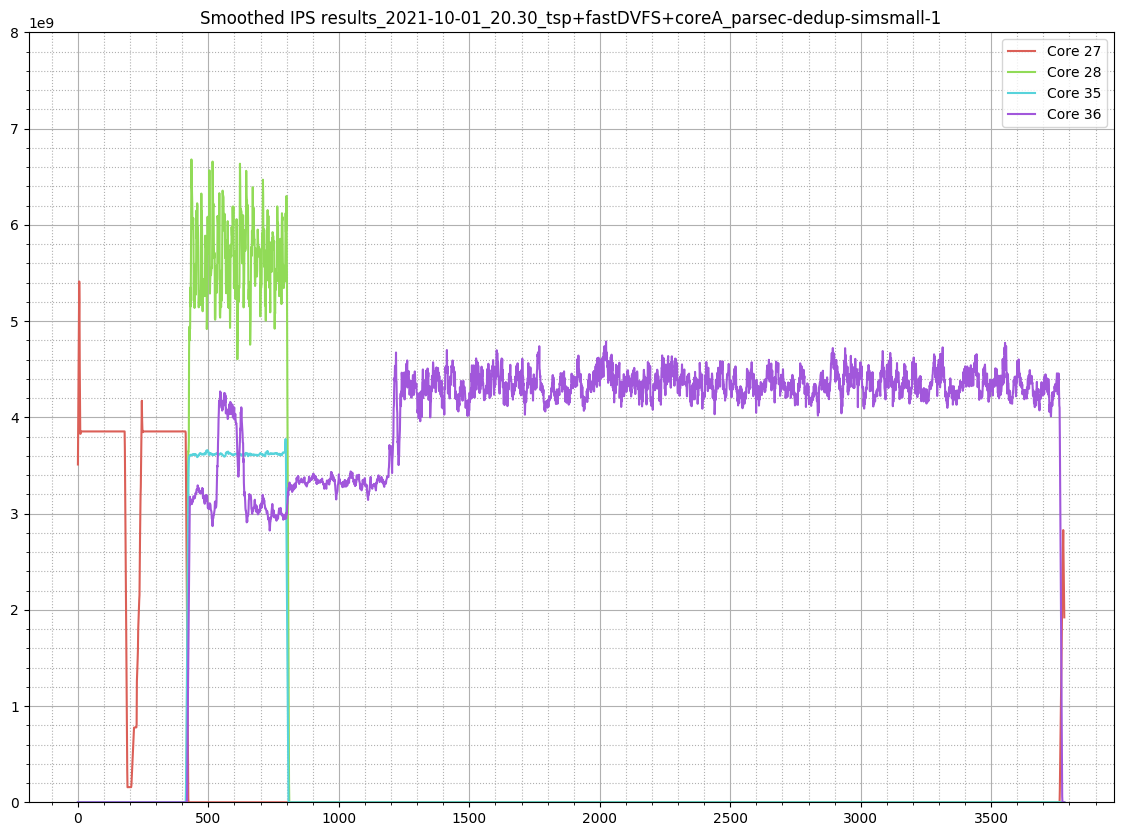 Smoothed IPS results_2021-10-01_20.30_tsp+fastDVFS+coreA_parsec-dedup-simsmall-1
1e9
8
7
6
5
4
3
2
1
0
Core 27
Core 28
Core 35
Core 36
0 500 1000 1500 2000 2500 3000 3500